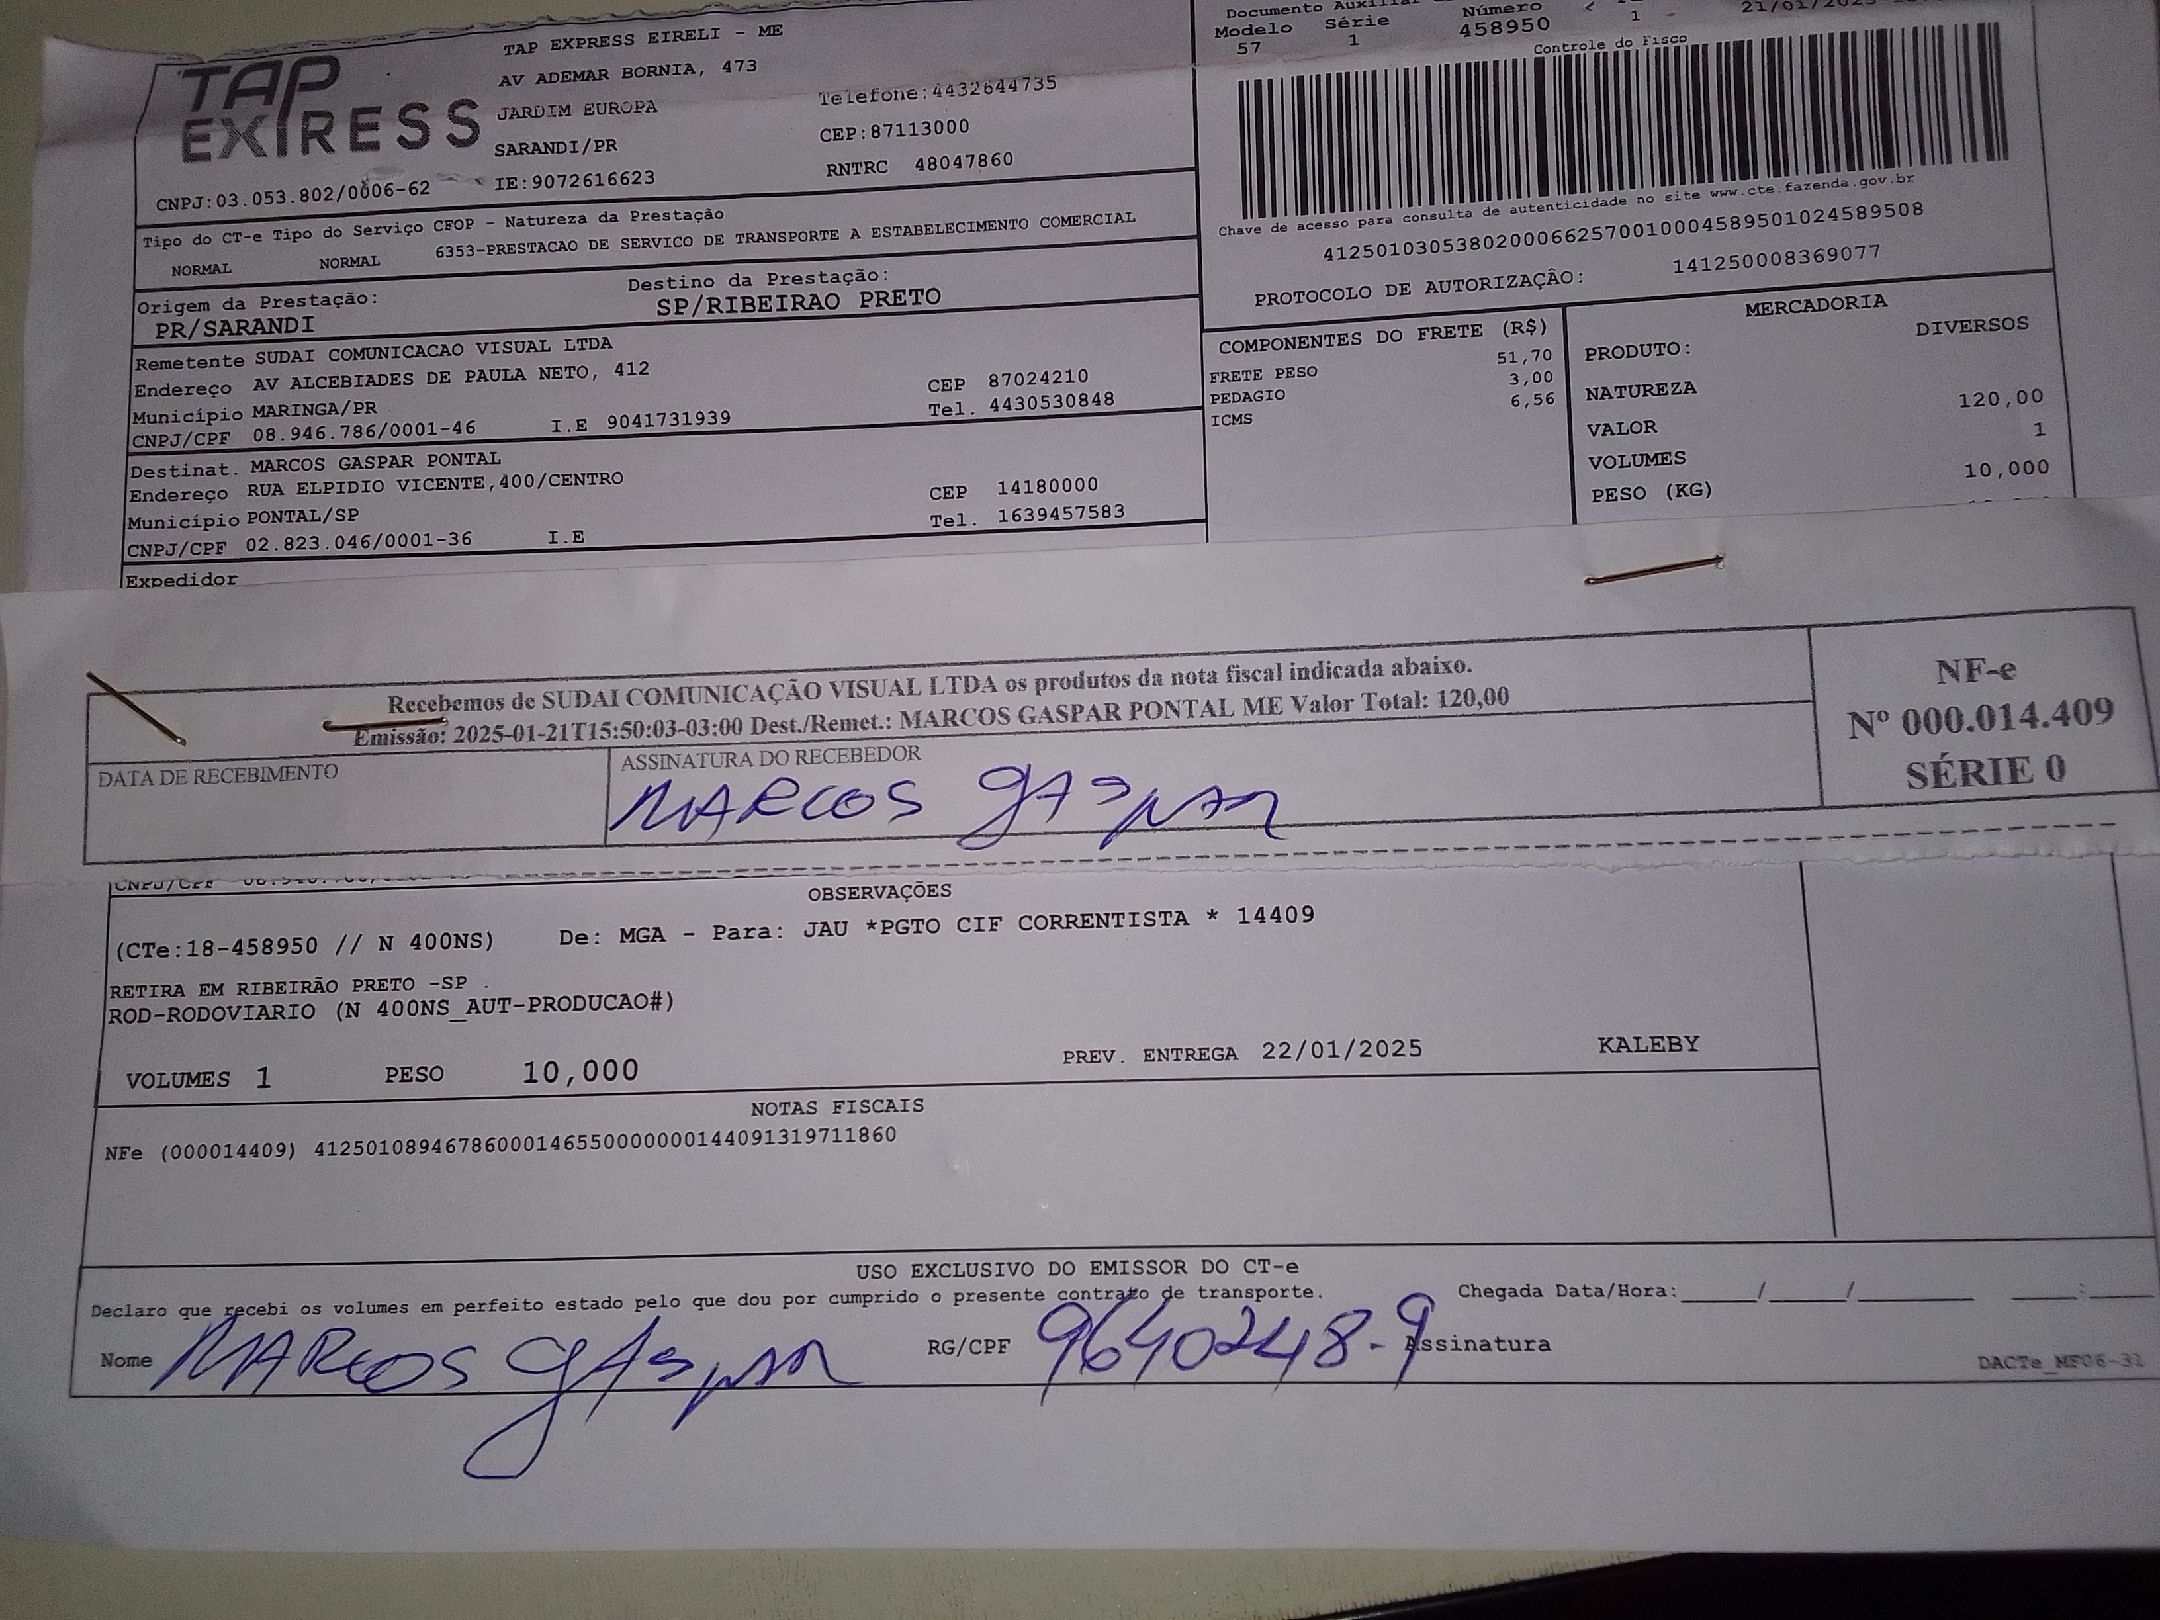 TAP EXPRESS EIRELI - ME
AV ADEMAR BORNIA, 473
JARDIM EUROPA
Telefone:4432644735
SARANDI/PR
CEP:87113000
IE:9072616623
RNTRC 48047860
TAP EXPRESS
CNPJ:03.053.802/0006-62
Documento
Modelo Série Número
57 1 458950 1
Controle do Fisco
Chave de acesso para consulta de autenticidade no site www.cte.fazenda.gov.br
41250103053802000662570010004589501024589508
PROTOCOLO DE AUTORIZAÇÃO: 141250008369077
Tipo do CT-e Tipo do Serviço CFOP - Natureza da Prestação
NORMAL NORMAL 6353-PRESTACAO DE SERVICO DE TRANSPORTE A ESTABELECIMENTO COMERCIAL
Origem da Prestação: Destino da Prestação:
PR/SARANDI SP/RIBEIRAO PRETO
Remetente SUDAI COMUNICACAO VISUAL LTDA
Endereço AV ALCEBIADES DE PAULA NETO, 412 CEP 87024210
Município MARINGA/PR Tel. 4430530848
CNPJ/CPF 08.946.786/0001-46 I.E 9041731939
Destinat. MARCOS GASPAR PONTAL
Endereço RUA ELPIDIO VICENTE,400/CENTRO CEP 14180000
Município PONTAL/SP Tel. 1639457583
CNPJ/CPF 02.823.046/0001-36 I.E
Expedidor
COMPONENTES DO FRETE (R$)
FRETE PESO 51,70
PEDAGIO 3,00
ICMS 6,56
MERCADORIA
PRODUTO: DIVERSOS
NATUREZA
VALOR 120,00
VOLUMES 1
PESO (KG) 10,000
Recebemos de SUDAI COMUNICAÇÃO VISUAL LTDA os produtos da nota fiscal indicada abaixo.
Emissão: 2025-01-21T15:50:03-03:00 Dest./Remet.: MARCOS GASPAR PONTAL ME Valor Total: 120,00
NF-e
Nº 000.014.409
SÉRIE 0
DATA DE RECEBIMENTO
ASSINATURA DO RECEBEDOR
MARCOS gASpAR
CNPJ/CPF
OBSERVAÇÕES
(CTe:18-458950 // N 400NS) De: MGA - Para: JAU *PGTO CIF CORRENTISTA * 14409
RETIRA EM RIBEIRÃO PRETO -SP .
ROD-RODOVIARIO (N 400NS_AUT-PRODUCAO#)
VOLUMES 1 PESO 10,000 PREV. ENTREGA 22/01/2025 KALEBY
NOTAS FISCAIS
NFe (000014409) 41250108946786000146550000000144091319711860
USO EXCLUSIVO DO EMISSOR DO CT-e
Declaro que recebi os volumes em perfeito estado pelo que dou por cumprido o presente contrato de transporte. Chegada Data/Hora:_____/_____/________ ____:____
Nome MARCOS gASpAR RG/CPF 9640248-9 Assinatura
DACTe_MF06-31